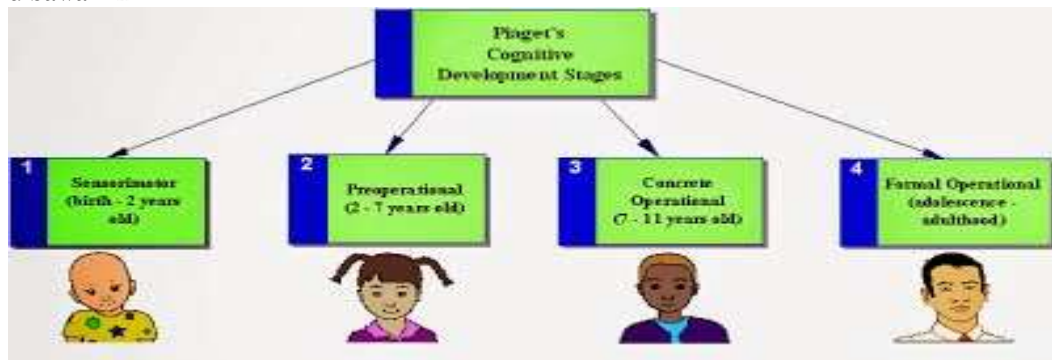 Piaget's
Cognitive
Development Stages
1
Sensorimotor
(birth - 2 years
old)
2
Preoperational
(2 - 7 years old)
3
Concrete
Operational
(7 - 11 years old)
4
Formal Operational
(adolescence -
adulthood)